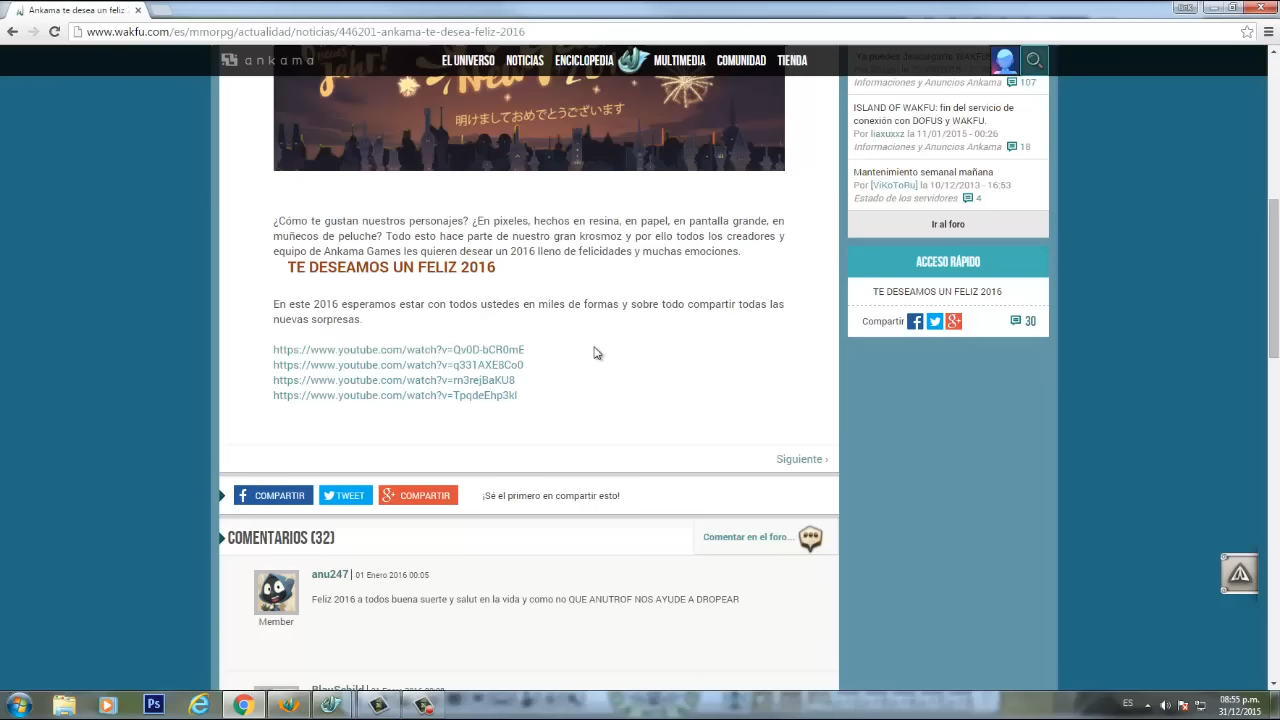 Ankama te desea un feliz
www.wakfu.com/es/mmorpg/actualidad/noticias/446201-ankama-te-desea-feliz-2016
ankama
EL UNIVERSO NOTICIAS ENCICLOPEDIA MULTIMEDIA COMUNIDAD TIENDA
明けましておめでとうございます
¿Cómo te gustan nuestros personajes? ¿En pixeles, hechos en resina, en papel, en pantalla grande, en
muñecos de peluche? Todo esto hace parte de nuestro gran krosmoz y por ello todos los creadores y
equipo de Ankama Games les quieren desear un 2016 lleno de felicidades y muchas emociones.
TE DESEAMOS UN FELIZ 2016
En este 2016 esperamos estar con todos ustedes en miles de formas y sobre todo compartir todas las
nuevas sorpresas.
https://www.youtube.com/watch?v=Qv0D-bCR0mE
https://www.youtube.com/watch?v=q331AXE8Co0
https://www.youtube.com/watch?v=rn3rejBaKU8
https://www.youtube.com/watch?v=TpqdeEhp3kI
Siguiente ›
COMPARTIR TWEET COMPARTIR ¡Sé el primero en compartir esto!
COMENTARIOS (32) Comentar en el foro...
anu247 | 01 Enero 2016 00:05
Feliz 2016 a todos buena suerte y salut en la vida y como no QUE ANUTROF NOS AYUDE A DROPEAR
Member
Ya puedes descargarte WAKFU
Informaciones y Anuncios Ankama 107
ISLAND OF WAKFU: fin del servicio de
conexión con DOFUS y WAKFU.
Por liaxuxxz la 11/01/2015 - 00:26
Informaciones y Anuncios Ankama 18
Mantenimiento semanal mañana
Por [ViKoToRu] la 10/12/2013 - 16:53
Estado de los servidores 4
Ir al foro
ACCESO RÁPIDO
TE DESEAMOS UN FELIZ 2016
Compartir 30
ES 08:55 p.m.
31/12/2015